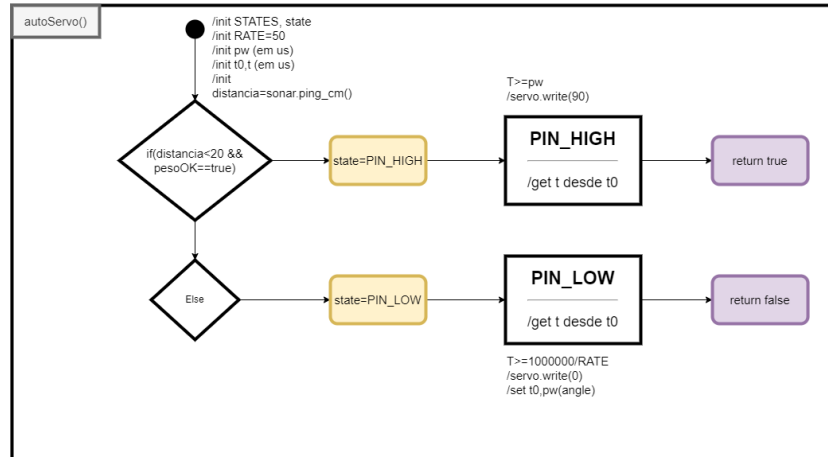 autoServo()
/init STATES, state
/init RATE=50
/init pw (em us)
/init t0,t (em us)
/init
distancia=sonar.ping_cm()
if(distancia<20 &&
pesoOK==true)
state=PIN_HIGH
T>=pw
/servo.write(90)
PIN_HIGH
/get t desde t0
return true
Else
state=PIN_LOW
PIN_LOW
/get t desde t0
return false
T>=1000000/RATE
/servo.write(0)
/set t0,pw(angle)